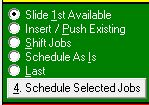 Slide 1st Available
Insert / Push Existing
Shift Jobs
Schedule As Is
Last
4. Schedule Selected Jobs